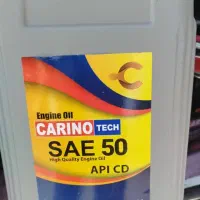 Engine Oil
CARINO TECH
SAE 50
High Quality Engine Oil
API CD